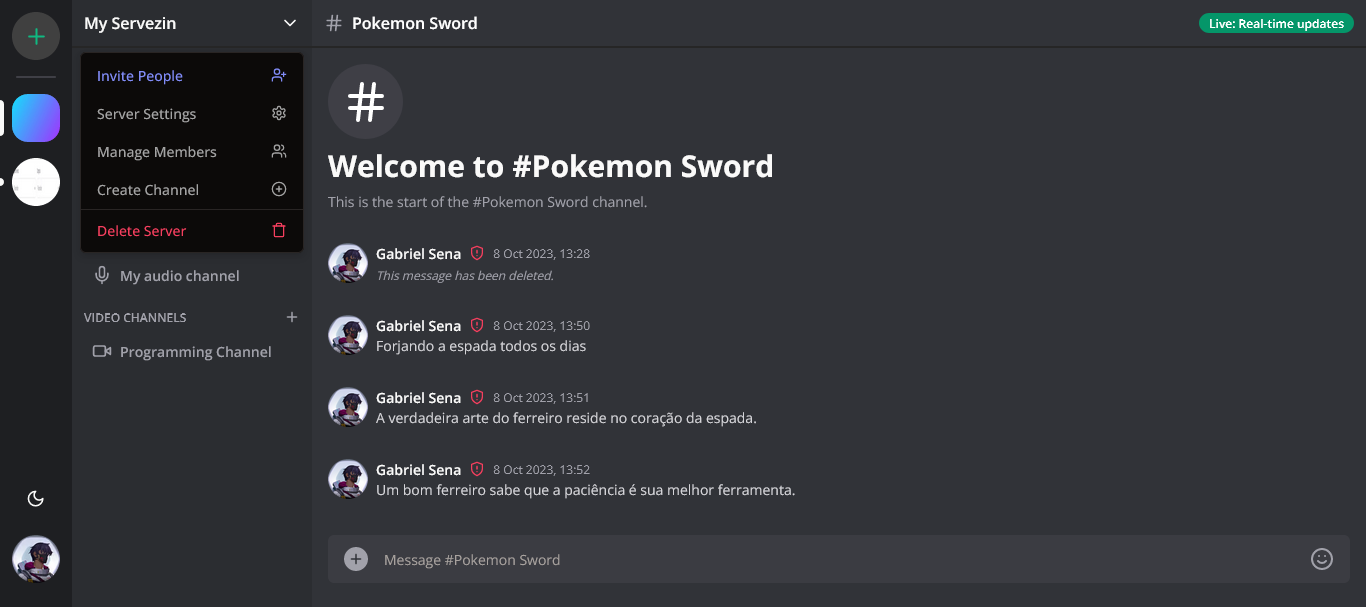 My Servezin
Invite People
Server Settings
Manage Members
Create Channel
Delete Server
My audio channel
VIDEO CHANNELS
Programming Channel
# Pokemon Sword
Live: Real-time updates
#
Welcome to #Pokemon Sword
This is the start of the #Pokemon Sword channel.
Gabriel Sena 8 Oct 2023, 13:28
This message has been deleted.
Gabriel Sena 8 Oct 2023, 13:50
Forjando a espada todos os dias
Gabriel Sena 8 Oct 2023, 13:51
A verdadeira arte do ferreiro reside no coração da espada.
Gabriel Sena 8 Oct 2023, 13:52
Um bom ferreiro sabe que a paciência é sua melhor ferramenta.
Message #Pokemon Sword